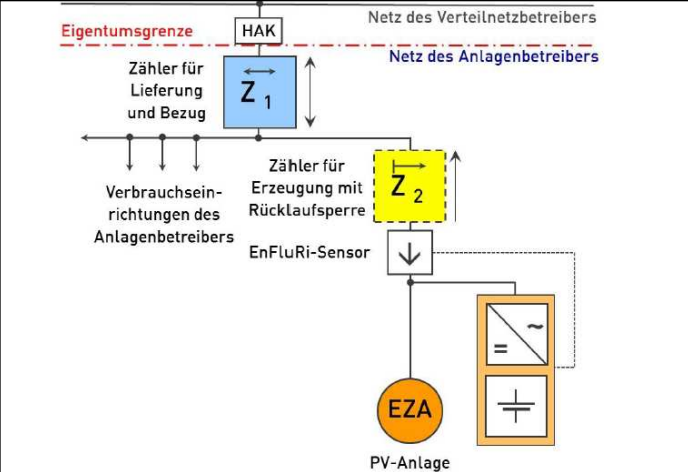 Netz des Verteilnetzbetreibers
Eigentumsgrenze
HAK
Netz des Anlagenbetreibers
Zähler für
Lieferung
und Bezug
Z 1
Zähler für
Erzeugung mit
Rücklaufsperre
Z 2
Verbrauchsein-
richtungen des
Anlagenbetreibers
EnFluRi-Sensor
~
=
EZA
PV-Anlage